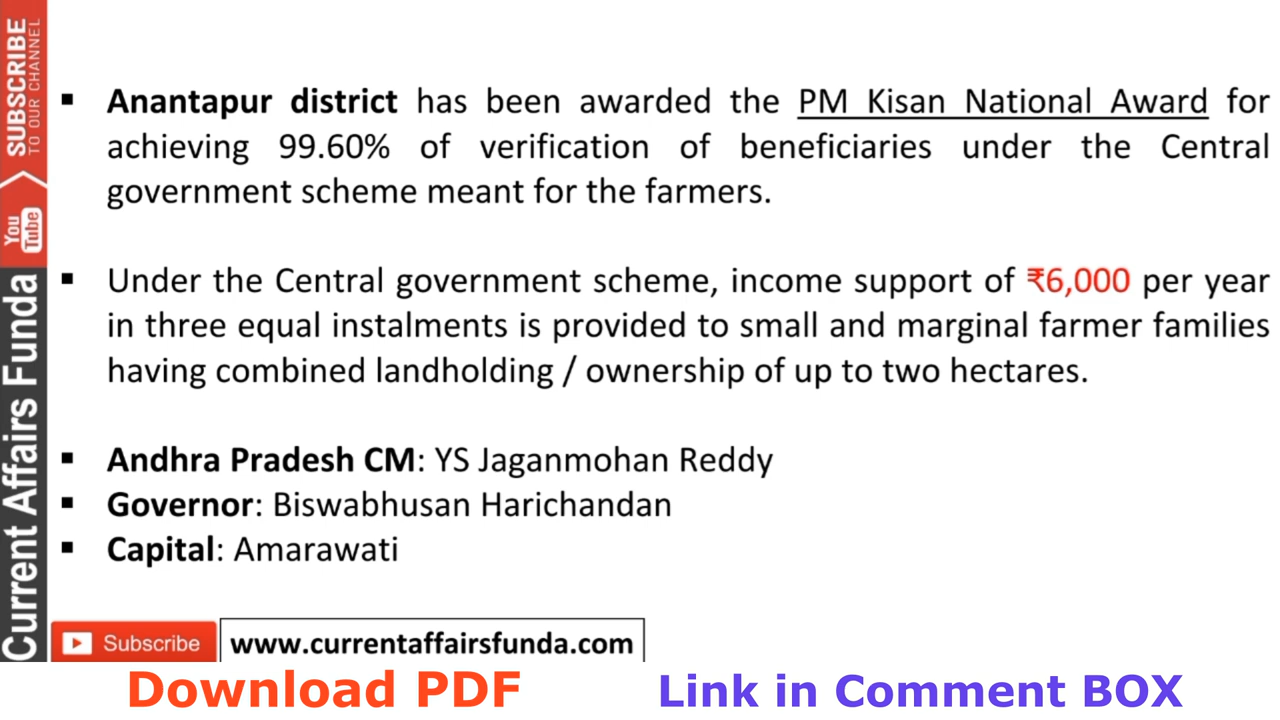 SUBSCRIBE
TO OUR CHANNEL
You
Tube
Current Affairs Funda
▪ Anantapur district has been awarded the PM Kisan National Award for
achieving 99.60% of verification of beneficiaries under the Central
government scheme meant for the farmers.
▪ Under the Central government scheme, income support of ₹6,000 per year
in three equal instalments is provided to small and marginal farmer families
having combined landholding / ownership of up to two hectares.
▪ Andhra Pradesh CM: YS Jaganmohan Reddy
▪ Governor: Biswabhusan Harichandan
▪ Capital: Amarawati
Subscribe
www.currentaffairsfunda.com
Download PDF
Link in Comment BOX